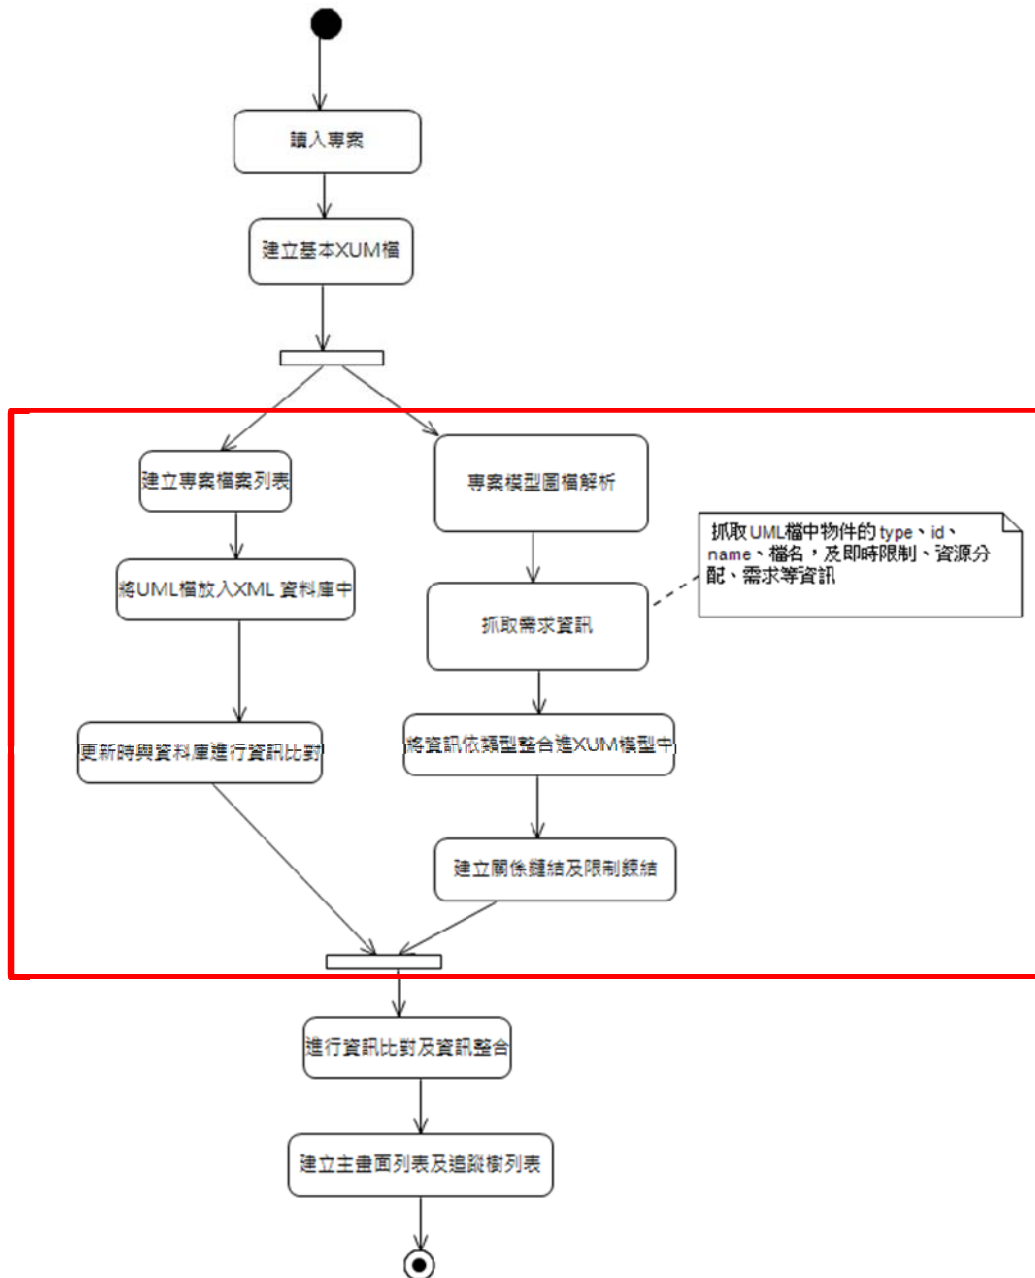 讀入專案
建立基本XUM檔
建立專案檔案列表
專案模型圖檔解析
抓取UML檔中物件的 type、id、
name、檔名，及即時限制、資源分
配、需求等資訊
將UML檔放入XML 資料庫中
抓取需求資訊
更新時與資料庫進行資訊比對
將資訊依類型整合進XUM模型中
建立關係鏈結及限制鍊結
進行資訊比對及資訊整合
建立主畫面列表及追蹤樹列表